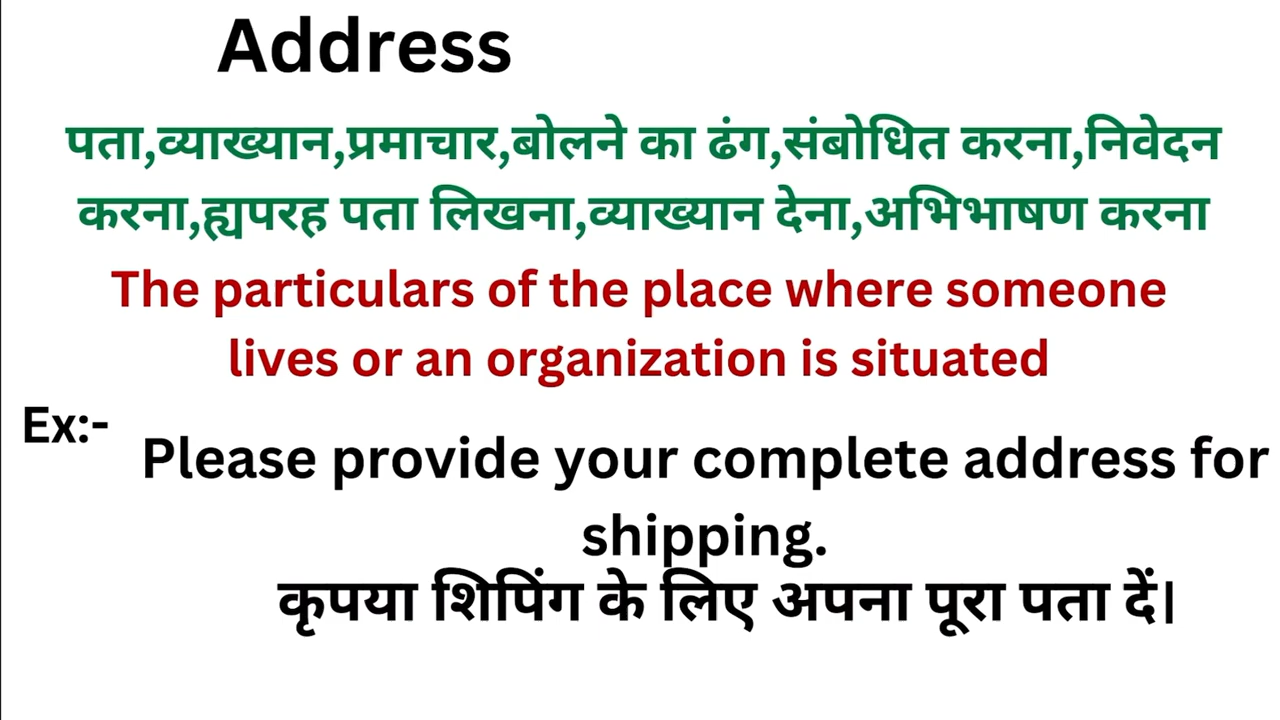 Address
पता,व्याख्यान,प्रमाचार,बोलने का ढंग,संबोधित करना,निवेदन
करना,ह्यपरह पता लिखना,व्याख्यान देना,अभिभाषण करना
The particulars of the place where someone
lives or an organization is situated
Ex:-
Please provide your complete address for
shipping.
कृपया शिपिंग के लिए अपना पूरा पता दें।